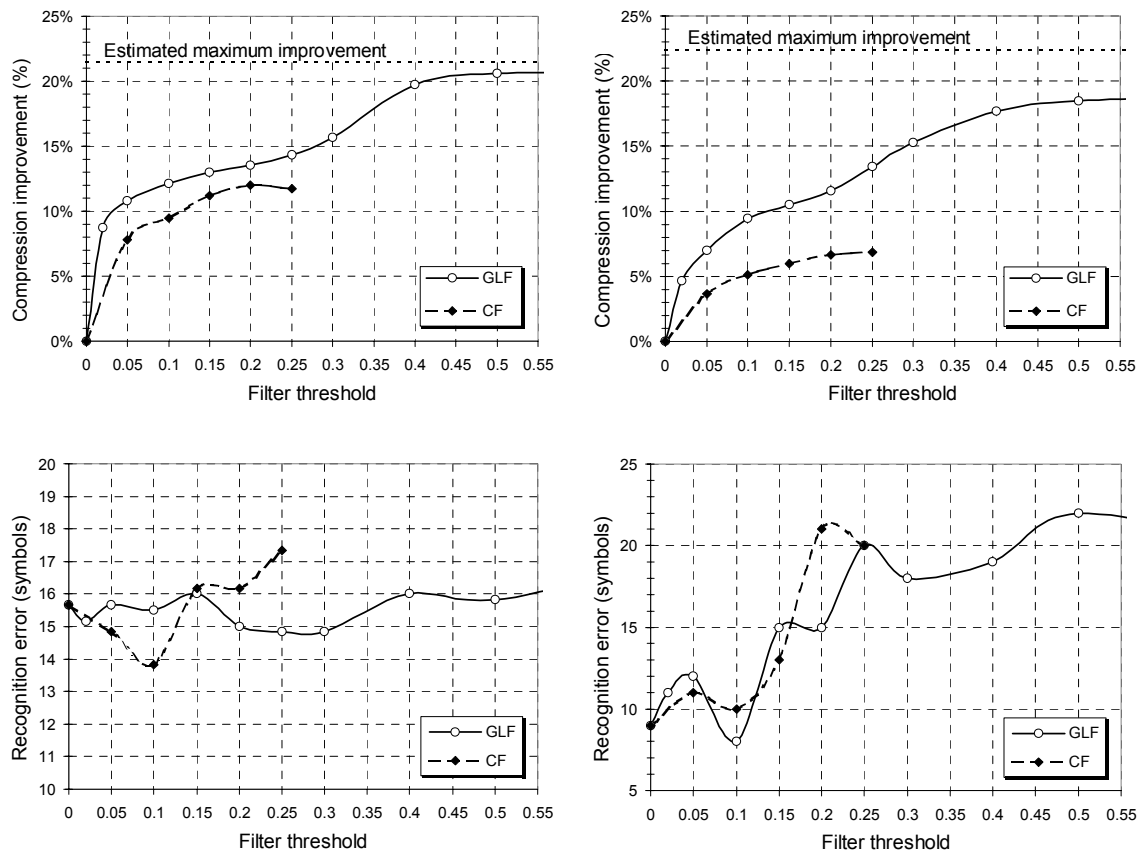 25%
20%
15%
10%
5%
0%
Compression improvement (%)
Estimated maximum improvement
GLF
CF
0 0.05 0.1 0.15 0.2 0.25 0.3 0.35 0.4 0.45 0.5 0.55
Filter threshold
25%
20%
15%
10%
5%
0%
Compression improvement (%)
Estimated maximum improvement
GLF
CF
0 0.05 0.1 0.15 0.2 0.25 0.3 0.35 0.4 0.45 0.5 0.55
Filter threshold
20
19
18
17
16
15
14
13
12
11
10
Recognition error (symbols)
GLF
CF
0 0.05 0.1 0.15 0.2 0.25 0.3 0.35 0.4 0.45 0.5 0.55
Filter threshold
25
20
15
10
5
Recognition error (symbols)
GLF
CF
0 0.05 0.1 0.15 0.2 0.25 0.3 0.35 0.4 0.45 0.5 0.55
Filter threshold